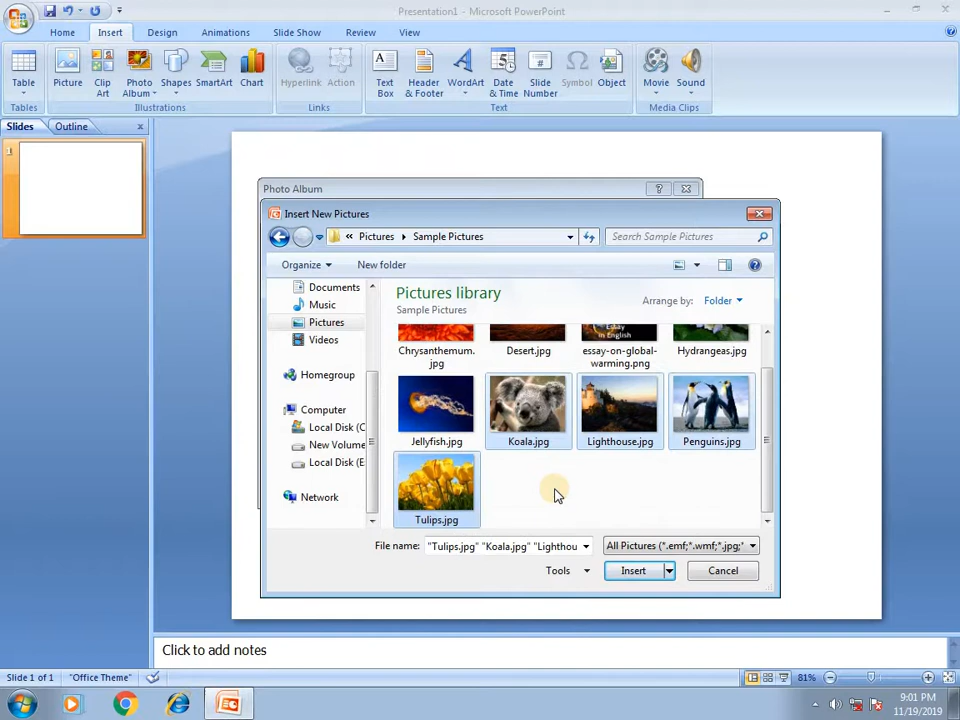 Presentation1 - Microsoft PowerPoint
Home Insert Design Animations Slide Show Review View
Table Picture Clip Art Photo Album Shapes SmartArt Chart Hyperlink Action Text Box Header & Footer WordArt Date & Time Slide Number Symbol Object Movie Sound
Tables Illustrations Links Text Media Clips
Slides Outline
1
Photo Album
Insert New Pictures
« Pictures Sample Pictures Search Sample Pictures
Organize New folder
Documents
Music
Pictures
Videos
Homegroup
Computer
Local Disk (
New Volume
Local Disk (E
Network
Pictures library
Sample Pictures
Arrange by: Folder
Essay
in English
Chrysanthemum.jpg Desert.jpg essay-on-global-warming.png Hydrangeas.jpg
Jellyfish.jpg Koala.jpg Lighthouse.jpg Penguins.jpg
Tulips.jpg
File name: "Tulips.jpg" "Koala.jpg" "Lighthou All Pictures (*.emf;*.wmf;*.jpg;*
Tools Insert Cancel
Click to add notes
Slide 1 of 1 "Office Theme" 81%
9:01 PM
11/19/2019